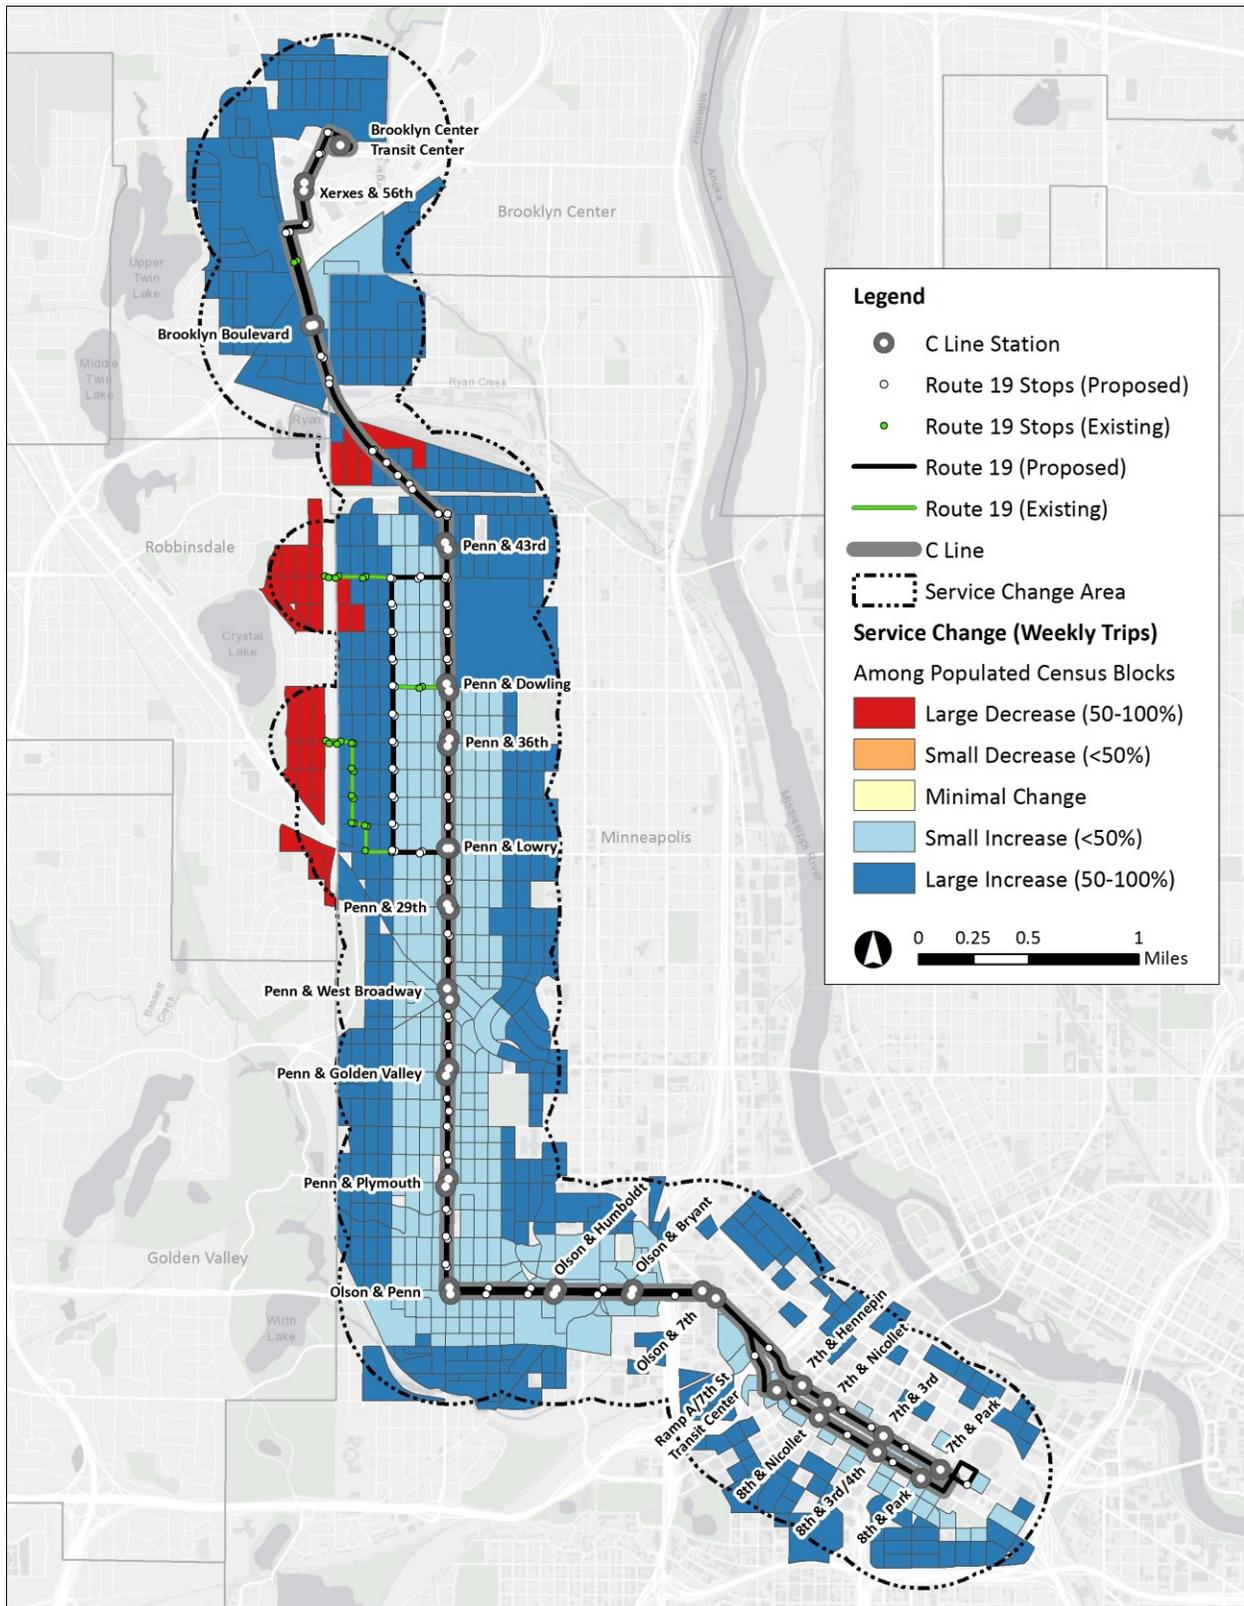 Hennepin
Anoka
Brooklyn Center
Transit Center
Xerxes & 56th
Brooklyn Center
Upper
Twin
Lake
Brooklyn Boulevard
Middle
Twin
Lake
Ryan Creek
Ryan
Robbinsdale
Penn & 43rd
Crystal
Lake
Penn & Dowling
Penn & 36th
Mississippi River
Minneapolis
Penn & Lowry
Penn & 29th
Bassett
Creek
Penn & West Broadway
Penn & Golden Valley
Penn & Plymouth
Golden Valley
Olson & Humboldt
Olson & Bryant
Olson & Penn
Wirth
Lake
Olson & 7th
7th & Hennepin
7th & Nicollet
7th & 3rd
7th & Park
Ramp A/7th St
Transit Center
8th & Nicollet
8th & 3rd/4th
8th & Park
Legend
C Line Station
Route 19 Stops (Proposed)
Route 19 Stops (Existing)
Route 19 (Proposed)
Route 19 (Existing)
C Line
Service Change Area
Service Change (Weekly Trips)
Among Populated Census Blocks
Large Decrease (50-100%)
Small Decrease (<50%)
Minimal Change
Small Increase (<50%)
Large Increase (50-100%)
0 0.25 0.5 1
Miles